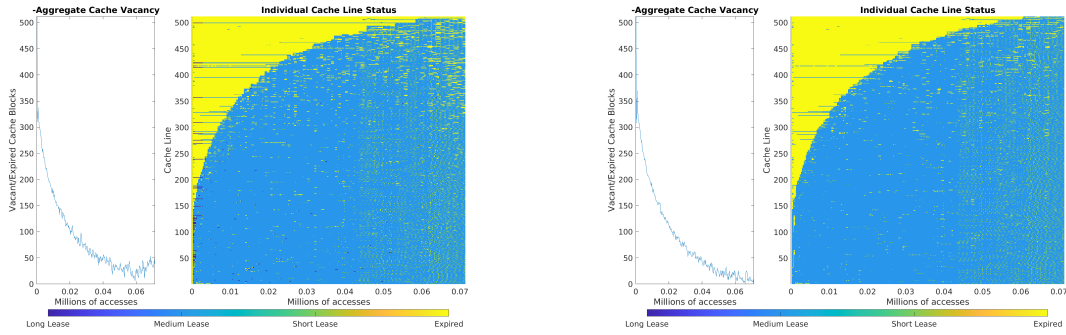 -Aggregate Cache Vacancy
Vacant/Expired Cache Blocks
500
450
400
350
300
250
200
150
100
50
0
0 0.02 0.04 0.06
Millions of accesses
Individual Cache Line Status
Cache Line
500
450
400
350
300
250
200
150
100
50
0
0 0.01 0.02 0.03 0.04 0.05 0.06 0.07
Millions of accesses
Long Lease Medium Lease Short Lease Expired
-Aggregate Cache Vacancy
Vacant/Expired Cache Blocks
500
450
400
350
300
250
200
150
100
50
0
0 0.02 0.04 0.06
Millions of accesses
Individual Cache Line Status
Cache Line
500
450
400
350
300
250
200
150
100
50
0
0 0.01 0.02 0.03 0.04 0.05 0.06 0.07
Millions of accesses
Long Lease Medium Lease Short Lease Expired